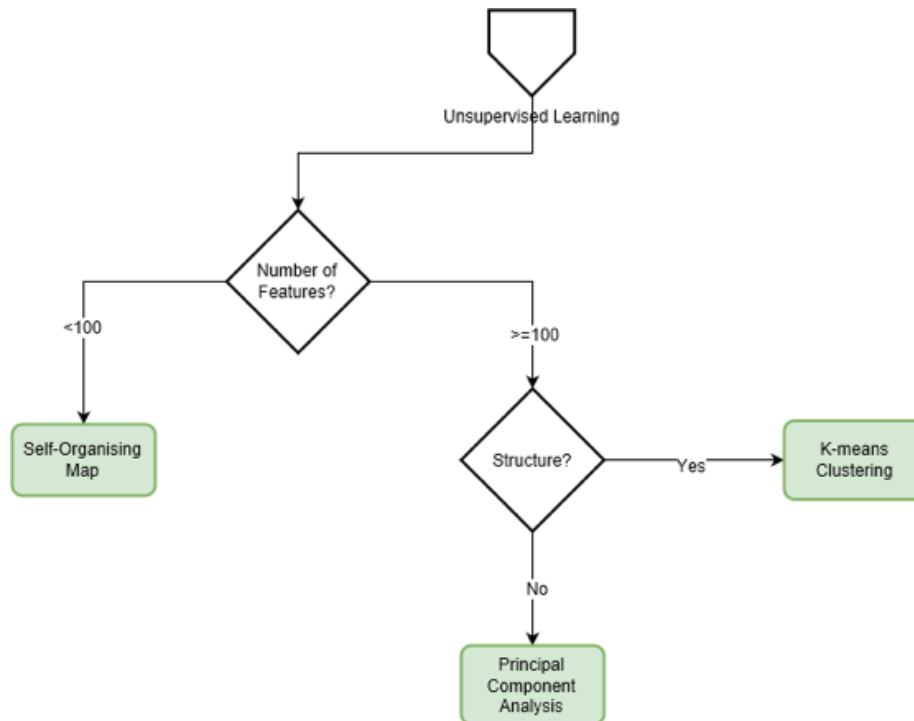 Unsupervised Learning
Number of
Features?
<100
>=100
Self-Organising
Map
Structure?
Yes
K-means
Clustering
No
Principal
Component
Analysis